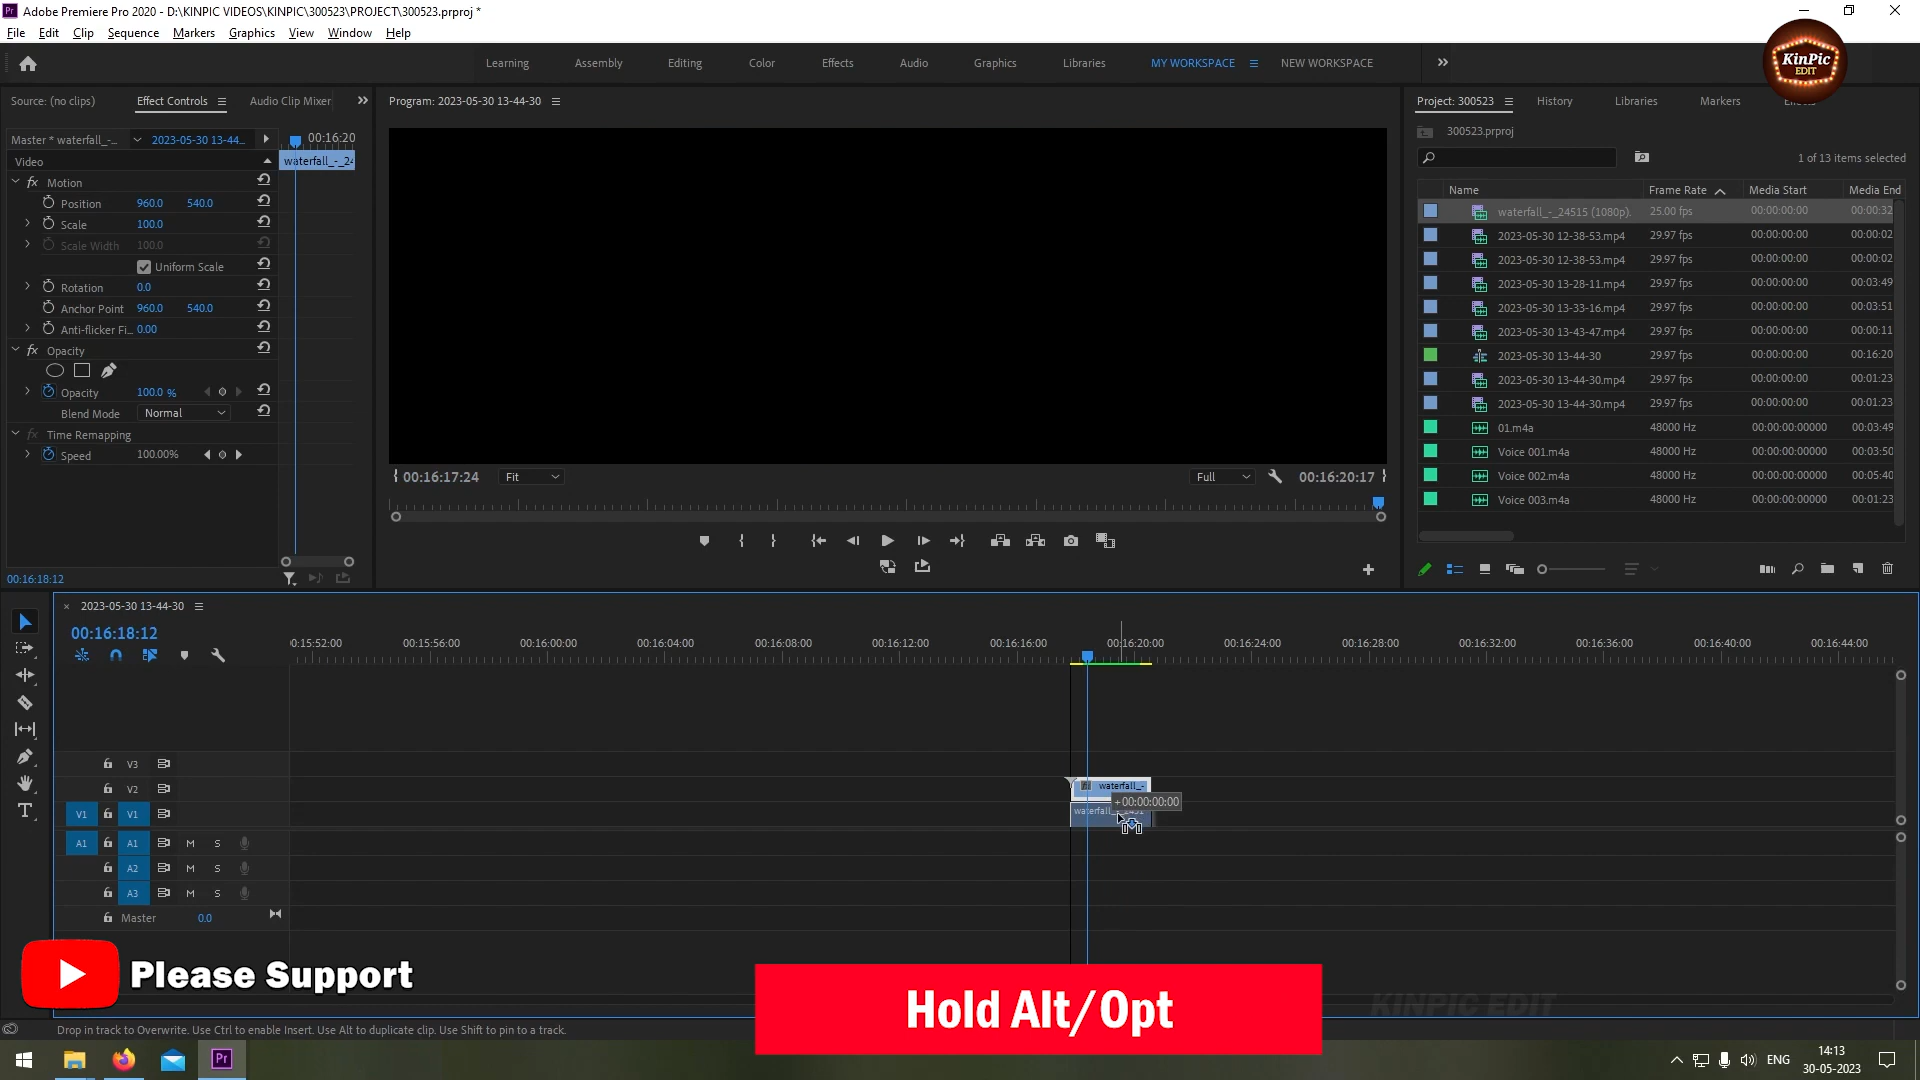 Adobe Premiere Pro 2020 - D:\KINPIC VIDEOS\KINPIC\300523\PROJECT\300523.prproj *
File Edit Clip Sequence Markers Graphics View Window Help
Learning Assembly Editing Color Effects Audio Graphics Libraries MY WORKSPACE NEW WORKSPACE
KinPic
EDIT
Source: (no clips) Effect Controls Audio Clip Mixer
Master * waterfall_-... 2023-05-30 13-44... 00:16:20
Video waterfall_-_24
fx Motion
Position 960.0 540.0
Scale 100.0
Scale Width 100.0
Uniform Scale
Rotation 0.0
Anchor Point 960.0 540.0
Anti-flicker Fi... 0.00
fx Opacity
Opacity 100.0 %
Blend Mode Normal
fx Time Remapping
Speed 100.00%
00:16:18:12
Program: 2023-05-30 13-44-30
00:16:17:24 Fit Full 00:16:20:17
Project: 300523 History Libraries Markers
300523.prproj
1 of 13 items selected
Name Frame Rate Media Start Media End
waterfall_-_24515 (1080p). 25.00 fps 00:00:00:00 00:00:32
2023-05-30 12-38-53.mp4 29.97 fps 00:00:00:00 00:00:02
2023-05-30 12-38-53.mp4 29.97 fps 00:00:00:00 00:00:02
2023-05-30 13-28-11.mp4 29.97 fps 00:00:00:00 00:03:49
2023-05-30 13-33-16.mp4 29.97 fps 00:00:00:00 00:03:51
2023-05-30 13-43-47.mp4 29.97 fps 00:00:00:00 00:00:11
2023-05-30 13-44-30 29.97 fps 00:00:00:00 00:16:20
2023-05-30 13-44-30.mp4 29.97 fps 00:00:00:00 00:01:23
2023-05-30 13-44-30.mp4 29.97 fps 00:00:00:00 00:01:23
01.m4a 48000 Hz 00:00:00:00000 00:03:49
Voice 001.m4a 48000 Hz 00:00:00:00000 00:03:50
Voice 002.m4a 48000 Hz 00:00:00:00000 00:05:40
Voice 003.m4a 48000 Hz 00:00:00:00000 00:01:23
2023-05-30 13-44-30
00:16:18:12
0:15:52:00 00:15:56:00 00:16:00:00 00:16:04:00 00:16:08:00 00:16:12:00 00:16:16:00 00:16:20:00 00:16:24:00 00:16:28:00 00:16:32:00 00:16:36:00 00:16:40:00 00:16:44:00
V3
V2 fx waterfall_-
+00:00:00:00
V1 V1
A1 A1 M S
A2 M S
A3 M S
Master 0.0
Please Support
Hold Alt/Opt
KINPIC EDIT
Drop in track to Overwrite. Use Ctrl to enable Insert. Use Alt to duplicate clip. Use Shift to pin to a track.
Pr ENG 14:13
30-05-2023